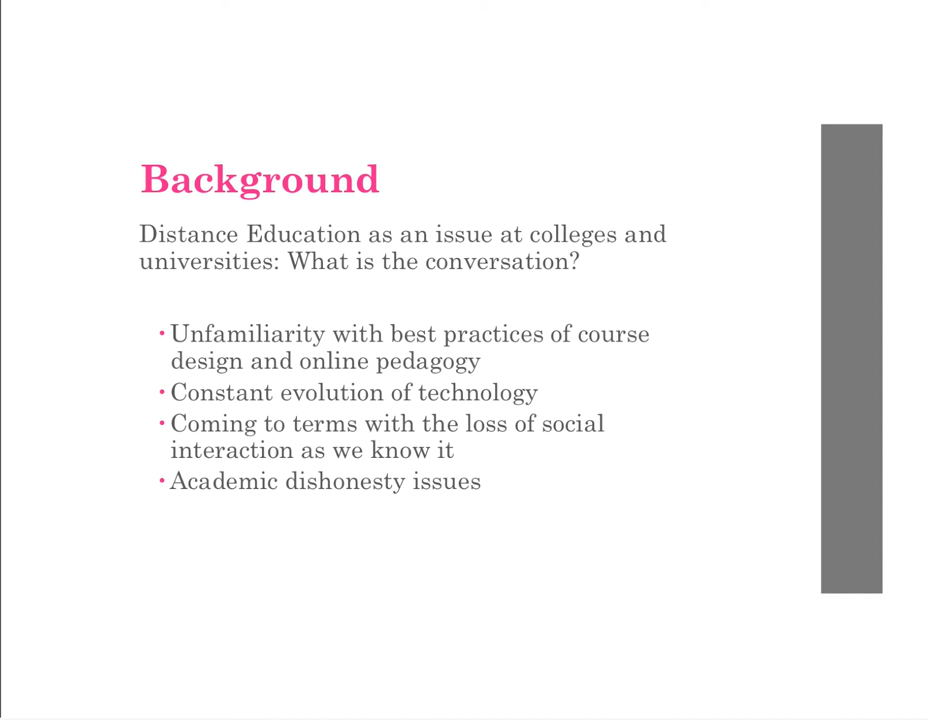 Background
Distance Education as an issue at colleges and
universities: What is the conversation?
• Unfamiliarity with best practices of course
design and online pedagogy
• Constant evolution of technology
• Coming to terms with the loss of social
interaction as we know it
• Academic dishonesty issues